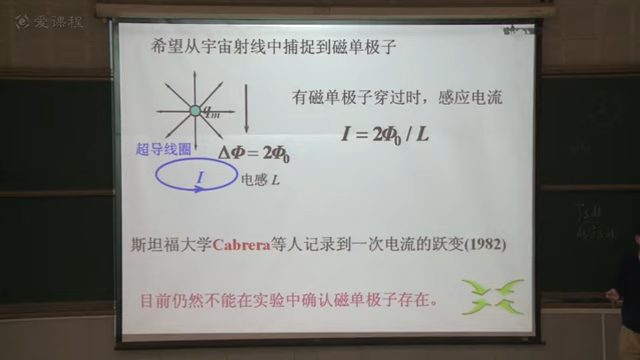 爱课程
希望从宇宙射线中捕捉到磁单极子
q_m
有磁单极子穿过时，感应电流
I = 2Φ₀ / L
超导线圈
ΔΦ = 2Φ₀
I
电感 L
斯坦福大学Cabrera等人记录到一次电流的跃变(1982)
目前仍然不能在实验中确认磁单极子存在。